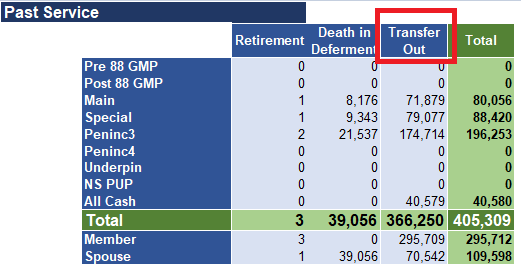 Past Service
Retirement Death in Deferment Transfer Out Total
Pre 88 GMP 0 0 0 0
Post 88 GMP 0 0 0 0
Main 1 8,176 71,879 80,056
Special 1 9,343 79,077 88,420
Peninc3 2 21,537 174,714 196,253
Peninc4 0 0 0 0
Underpin 0 0 0 0
NS PUP 0 0 0 0
All Cash 0 0 40,579 40,580
Total 3 39,056 366,250 405,309
Member 3 0 295,709 295,712
Spouse 1 39,056 70,542 109,598